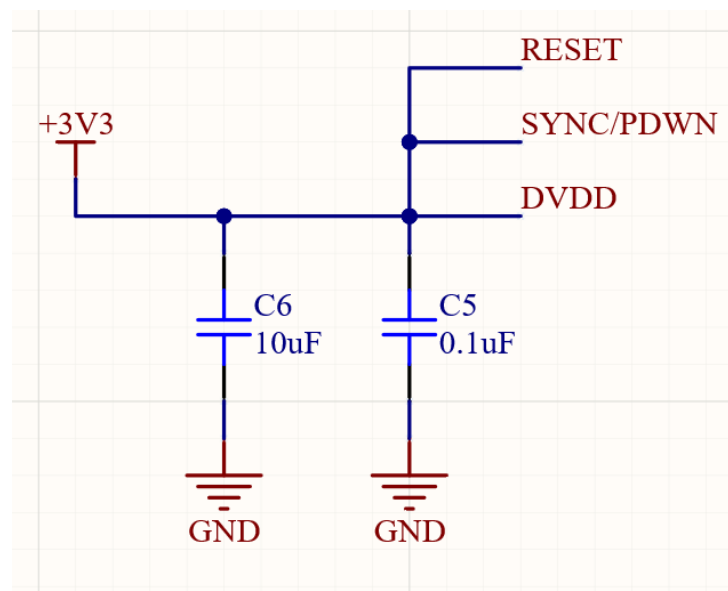 RESET
+3V3
SYNC/PDWN
DVDD
C6
10uF
C5
0.1uF
GND
GND